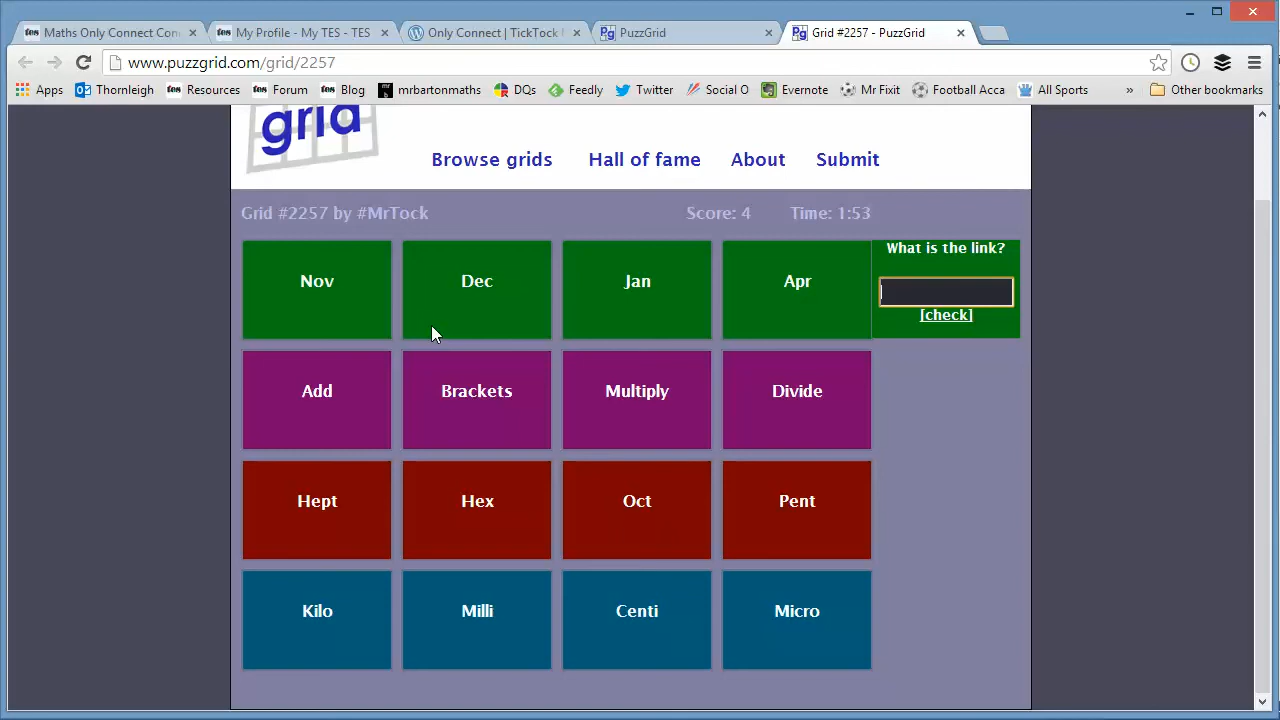 Maths Only Connect Con
My Profile - My TES - TES
Only Connect | TickTock M
PuzzGrid
Grid #2257 - PuzzGrid
www.puzzgrid.com/grid/2257
Apps
Thornleigh
Resources
Forum
Blog
mrbartonmaths
DQs
Feedly
Twitter
Social O
Evernote
Mr Fixit
Football Acca
All Sports
»
Other bookmarks
grid
Browse grids
Hall of fame
About
Submit
Grid #2257 by #MrTock
Score: 4
Time: 1:53
Nov
Dec
Jan
Apr
What is the link?
[check]
Add
Brackets
Multiply
Divide
Hept
Hex
Oct
Pent
Kilo
Milli
Centi
Micro